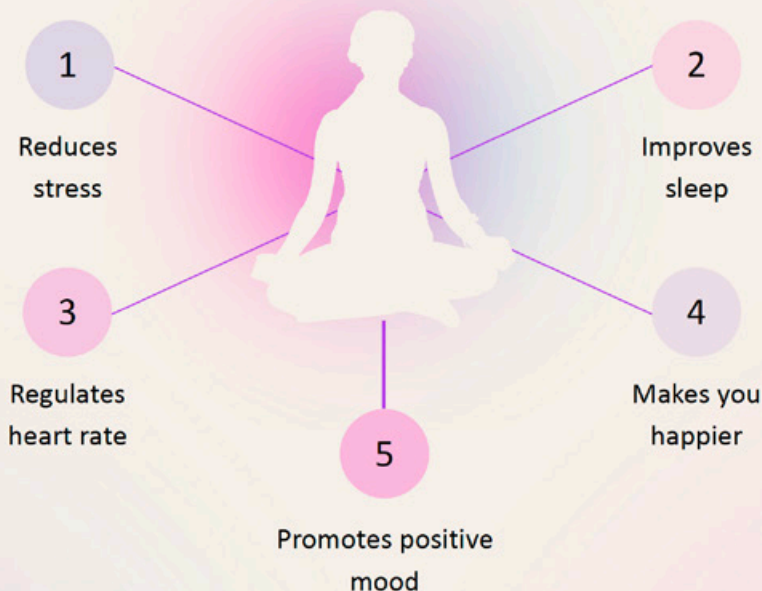 1
Reduces
stress
2
Improves
sleep
3
Regulates
heart rate
4
Makes you
happier
5
Promotes positive
mood